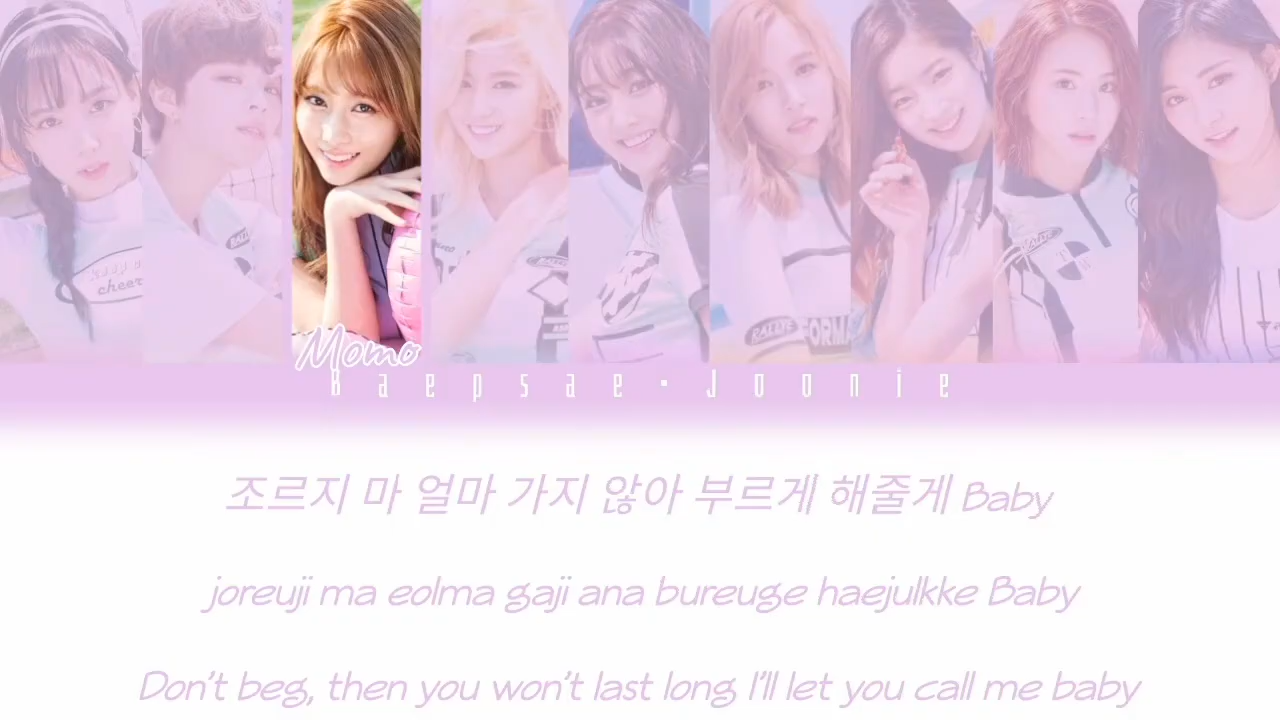 cheer
Momo
Baepsae·Joonie
조르지 마 얼마 가지 않아 부르게 해줄게 Baby
joreuji ma eolma gaji ana bureuge haejulkke Baby
Don't beg, then you won't last long I'll let you call me baby